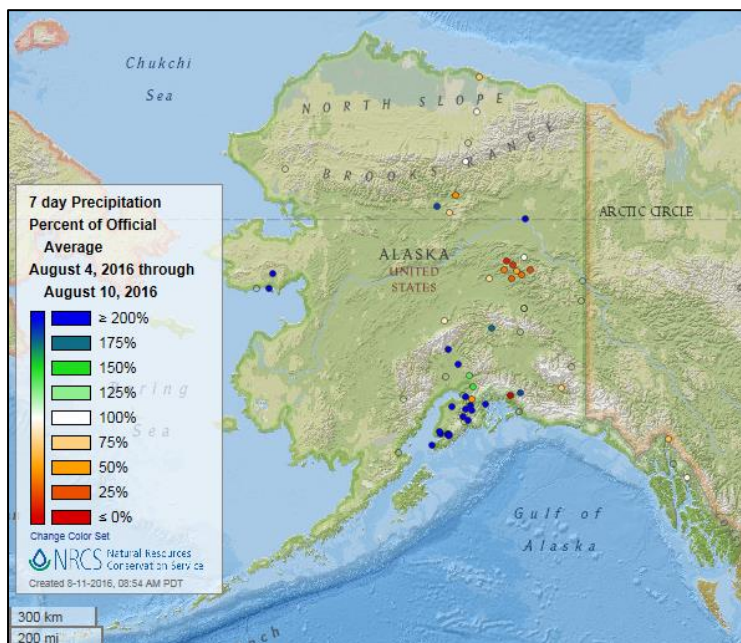 Chukchi
Sea
NORTH SLOPE
BROOKS RANGE
ARCTIC CIRCLE
ALASKA
UNITED
STATES
Bering
Sea
Gulf of
Alaska
7 day Precipitation
Percent of Official
Average
August 4, 2016 through
August 10, 2016
≥ 200%
175%
150%
125%
100%
75%
50%
25%
≤ 0%
Change Color Set
NRCS Natural Resources
Conservation Service
Created 8-11-2016, 08:54 AM PDT
300 km
200 mi